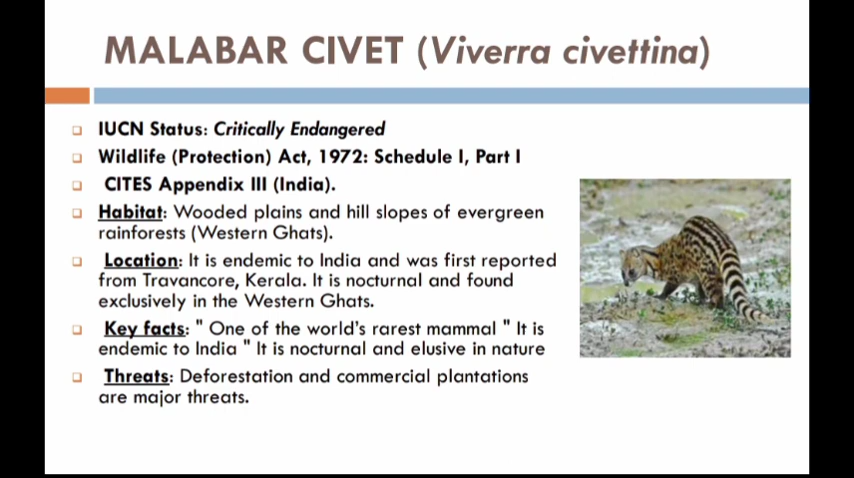 MALABAR CIVET (Viverra civettina)
IUCN Status: Critically Endangered
Wildlife (Protection) Act, 1972: Schedule I, Part I
CITES Appendix III (India).
Habitat: Wooded plains and hill slopes of evergreen
rainforests (Western Ghats).
Location: It is endemic to India and was first reported
from Travancore, Kerala. It is nocturnal and found
exclusively in the Western Ghats.
Key facts: " One of the world's rarest mammal " It is
endemic to India " It is nocturnal and elusive in nature
Threats: Deforestation and commercial plantations
are major threats.